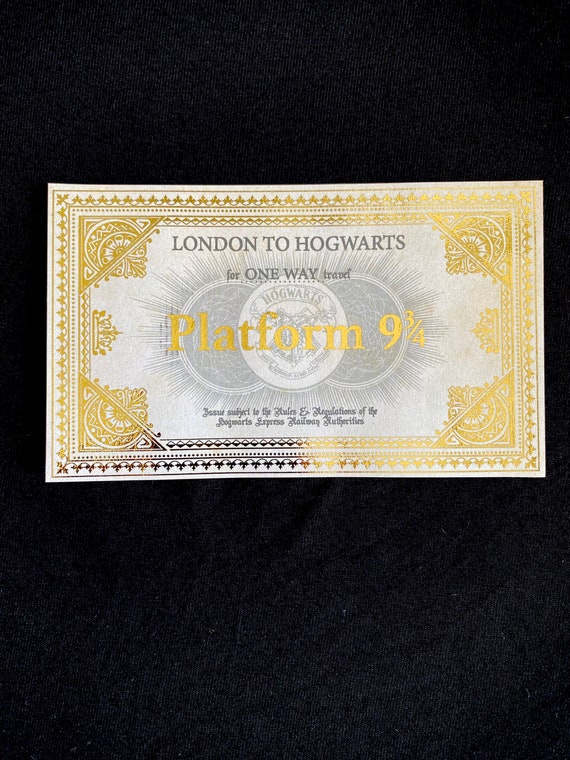 LONDON TO HOGWARTS
for ONE WAY travel
HOGWARTS
Platform 9¾
Issue subject to the Rules & Regulations of the
Hogwarts Express Railway Authorities